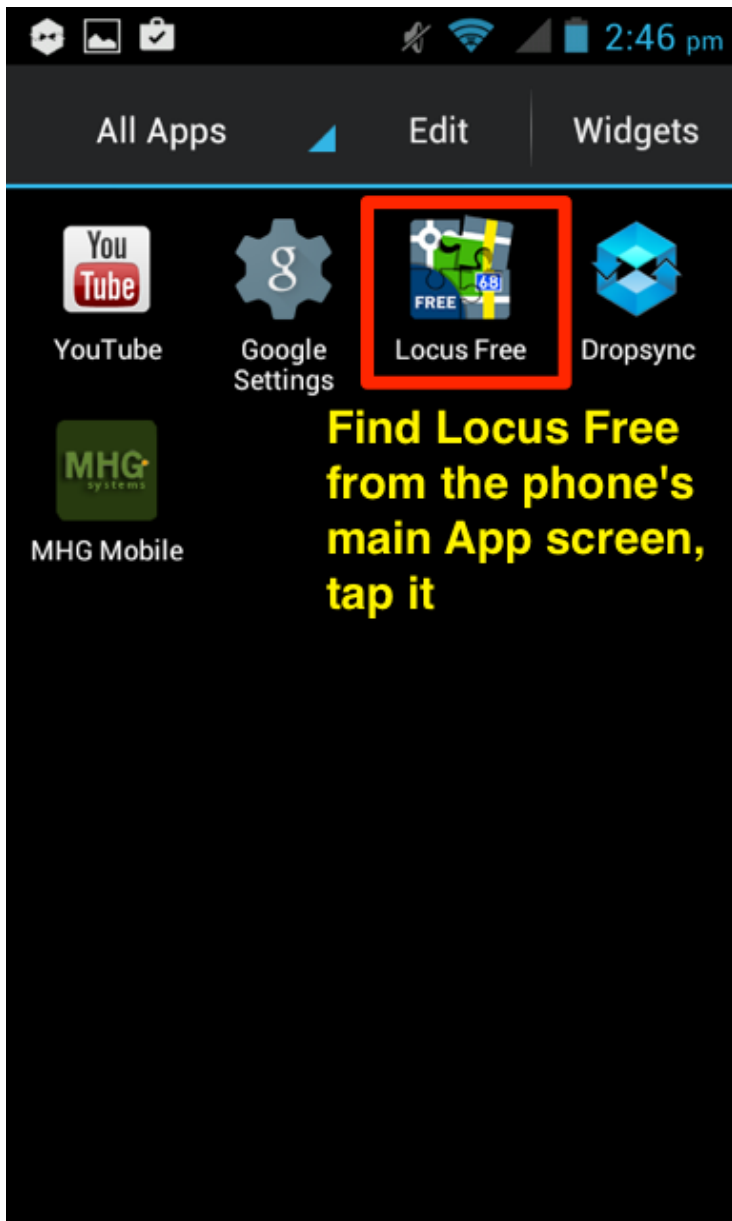 2:46 pm
All Apps Edit Widgets
You
Tube
g
FREE
68
YouTube
Google
Settings
Locus Free
Dropsync
MHG
systems
MHG Mobile
Find Locus Free
from the phone's
main App screen,
tap it